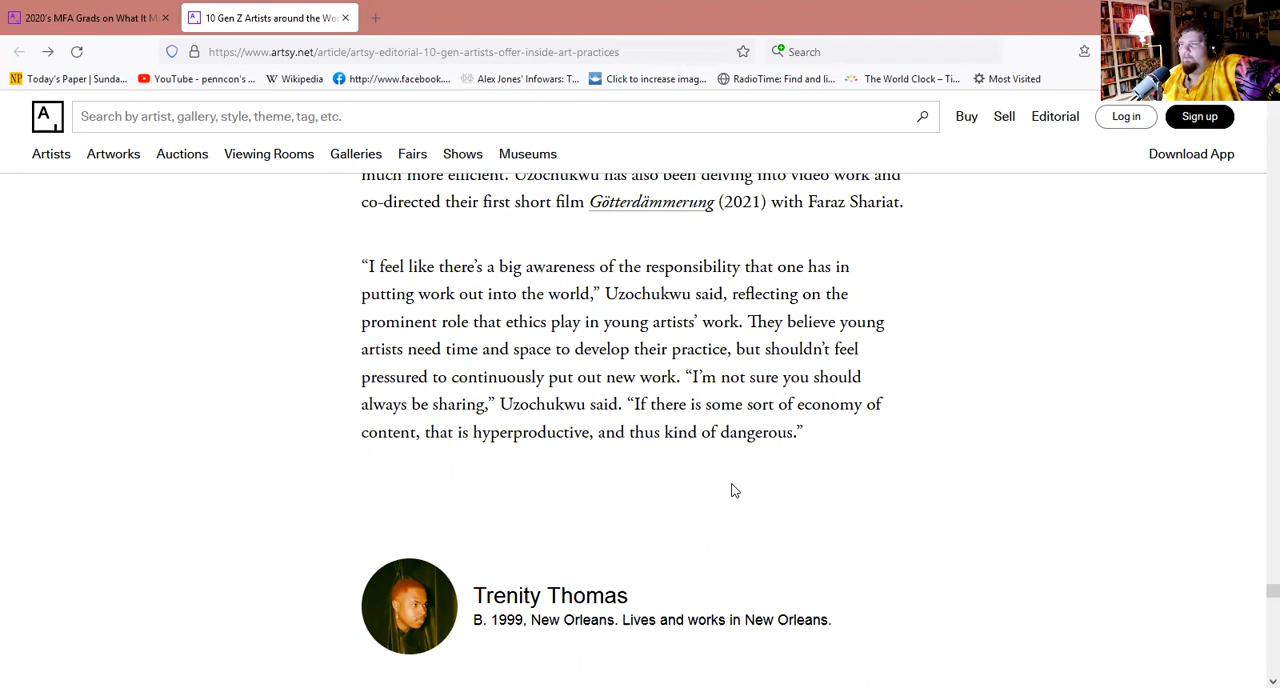 2020's MFA Grads on What It M
10 Gen Z Artists around the Wo
https://www.artsy.net/article/artsy-editorial-10-gen-artists-offer-inside-art-practices
Search
Today's Paper | Sunda...
YouTube - penncon's ...
Wikipedia
http://www.facebook....
Alex Jones' Infowars: T...
Click to increase imag...
RadioTime: Find and li...
The World Clock – Ti...
Most Visited
A
Search by artist, gallery, style, theme, tag, etc.
Buy
Sell
Editorial
Log in
Sign up
Artists
Artworks
Auctions
Viewing Rooms
Galleries
Fairs
Shows
Museums
Download App
much more efficient. Uzochukwu has also been delving into video work and
co-directed their first short film Götterdämmerung (2021) with Faraz Shariat.
“I feel like there’s a big awareness of the responsibility that one has in
putting work out into the world,” Uzochukwu said, reflecting on the
prominent role that ethics play in young artists’ work. They believe young
artists need time and space to develop their practice, but shouldn’t feel
pressured to continuously put out new work. “I’m not sure you should
always be sharing,” Uzochukwu said. “If there is some sort of economy of
content, that is hyperproductive, and thus kind of dangerous.”
Trenity Thomas
B. 1999, New Orleans. Lives and works in New Orleans.